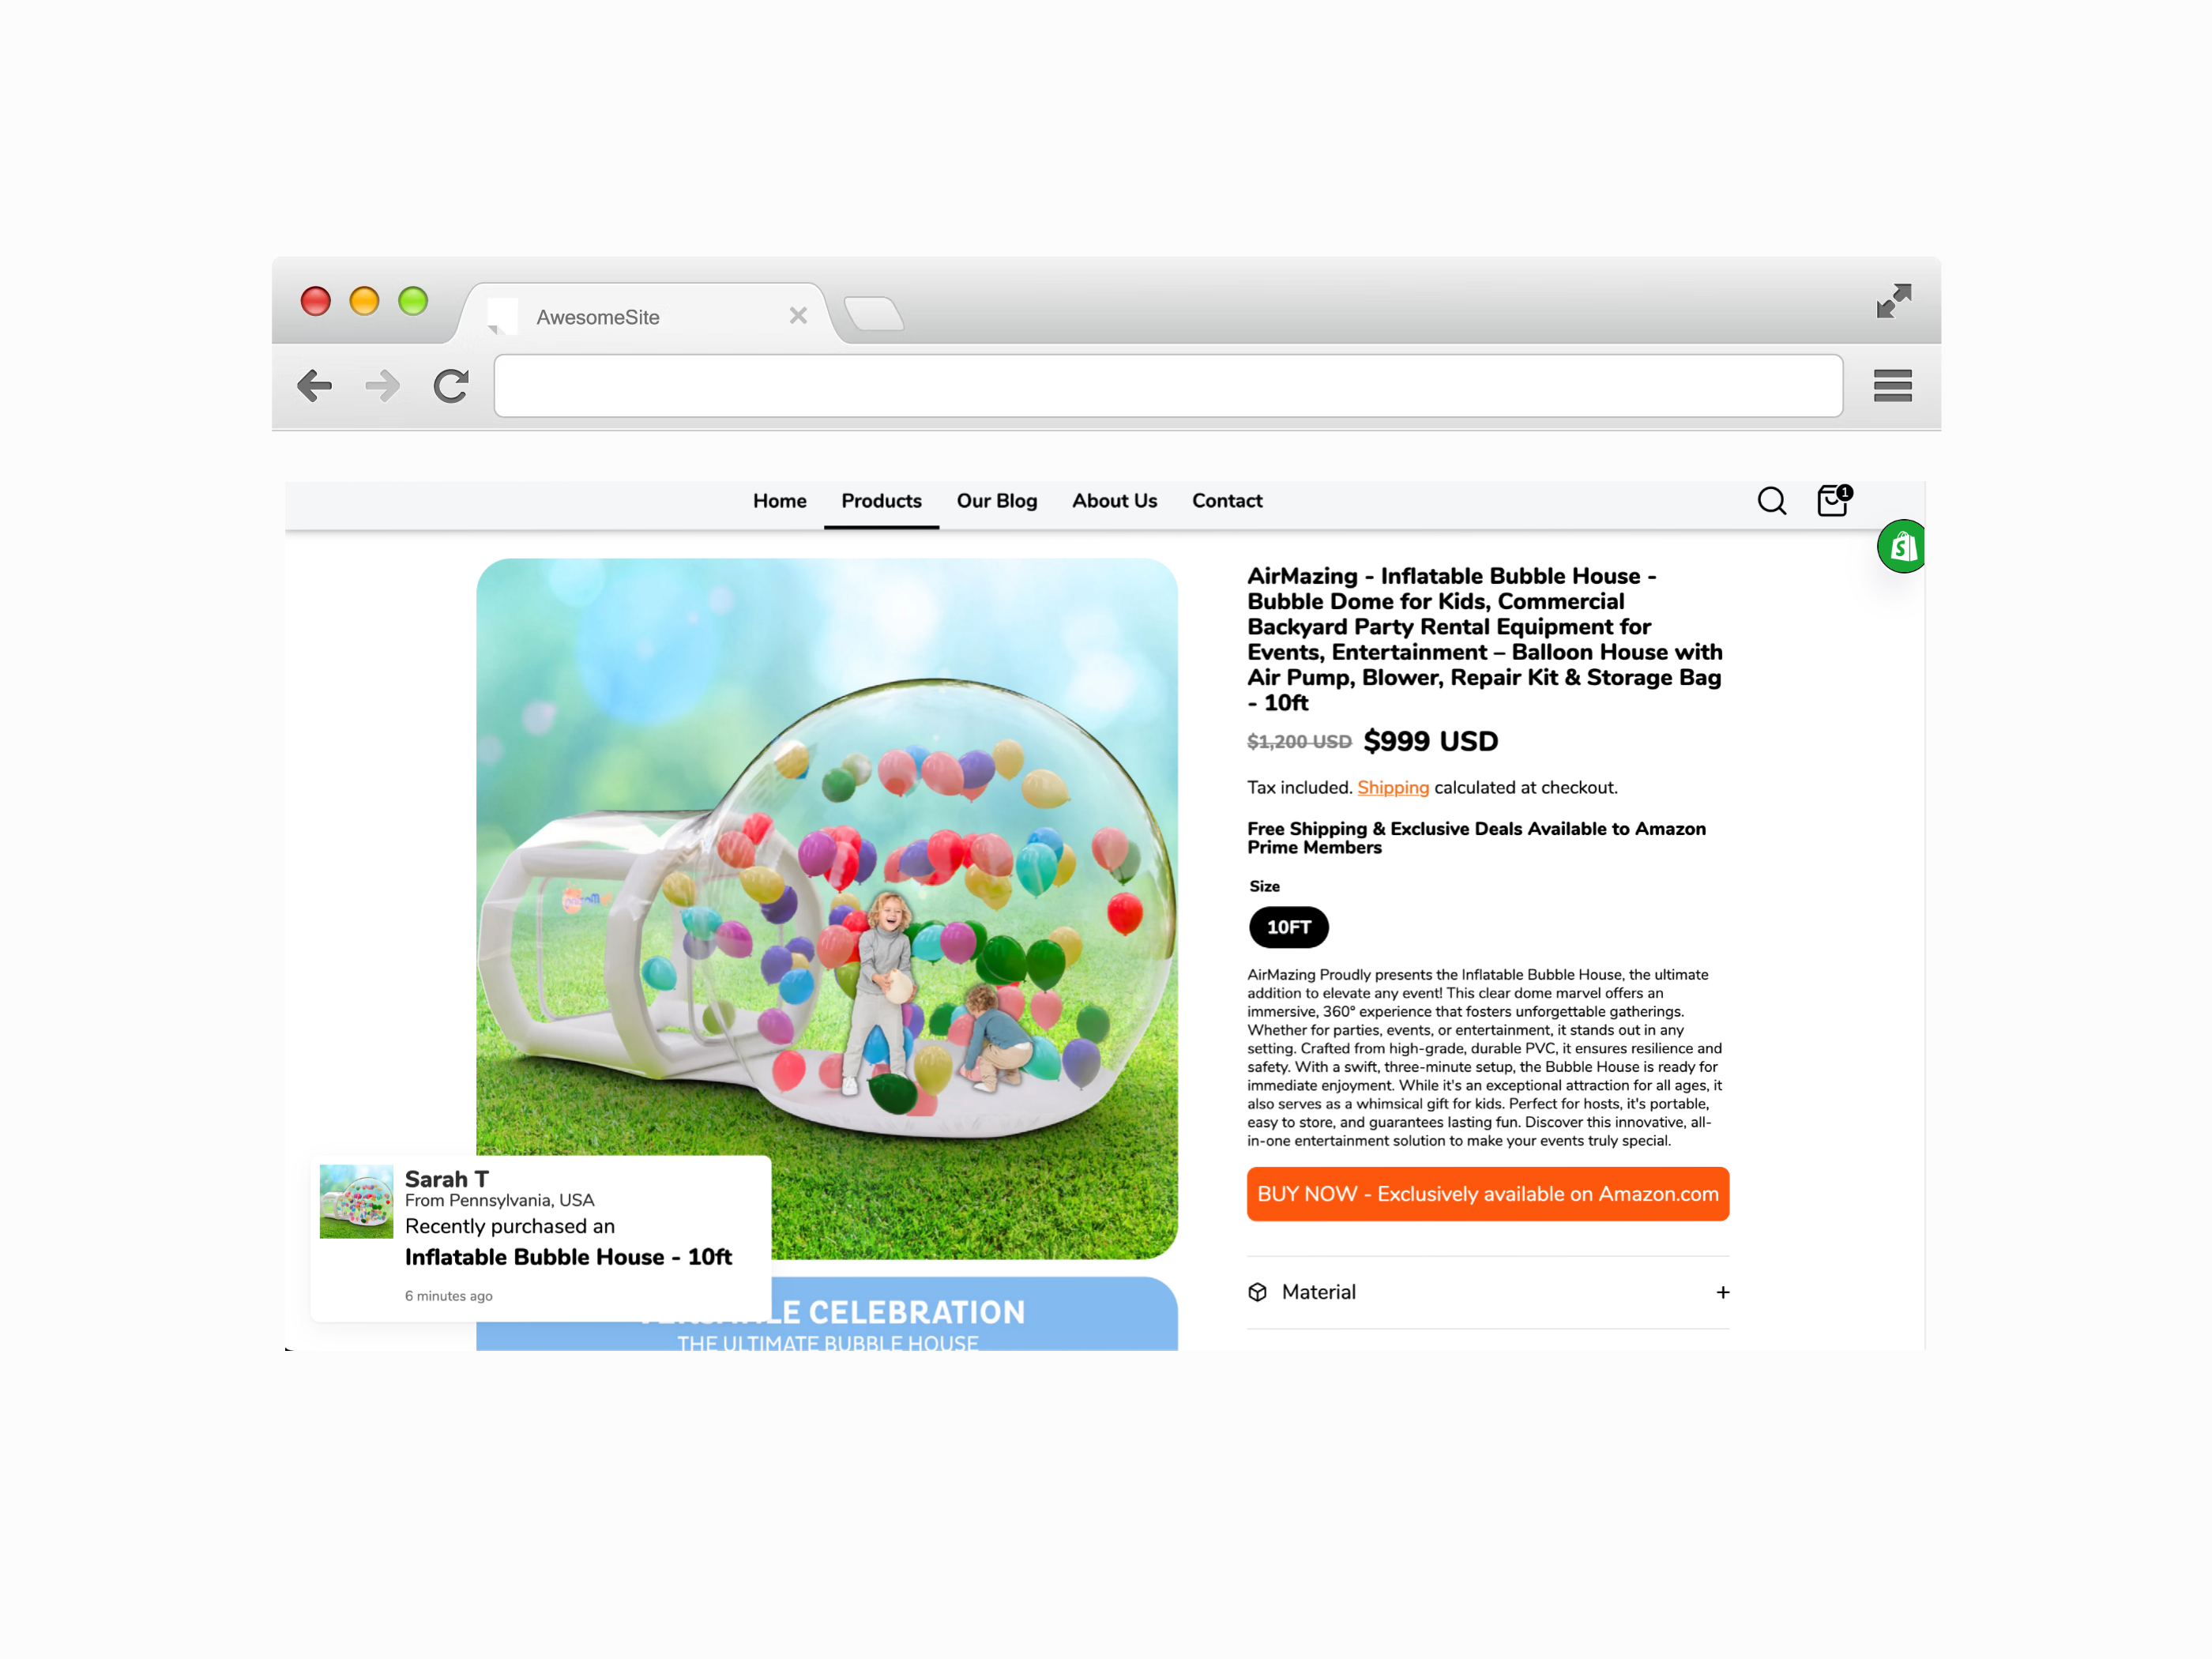 AwesomeSite
Home Products Our Blog About Us Contact
1
AirMazing - Inflatable Bubble House -
Bubble Dome for Kids, Commercial
Backyard Party Rental Equipment for
Events, Entertainment – Balloon House with
Air Pump, Blower, Repair Kit & Storage Bag
- 10ft
$1,200 USD $999 USD
Tax included. Shipping calculated at checkout.
Free Shipping & Exclusive Deals Available to Amazon
Prime Members
Size
10FT
AirMazing Proudly presents the Inflatable Bubble House, the ultimate
addition to elevate any event! This clear dome marvel offers an
immersive, 360° experience that fosters unforgettable gatherings.
Whether for parties, events, or entertainment, it stands out in any
setting. Crafted from high-grade, durable PVC, it ensures resilience and
safety. With a swift, three-minute setup, the Bubble House is ready for
immediate enjoyment. While it's an exceptional attraction for all ages, it
also serves as a whimsical gift for kids. Perfect for hosts, it's portable,
easy to store, and guarantees lasting fun. Discover this innovative, all-
in-one entertainment solution to make your events truly special.
BUY NOW - Exclusively available on Amazon.com
Material
Sarah T
From Pennsylvania, USA
Recently purchased an
Inflatable Bubble House - 10ft
6 minutes ago
CELEBRATION
THE ULTIMATE BUBBLE HOUSE